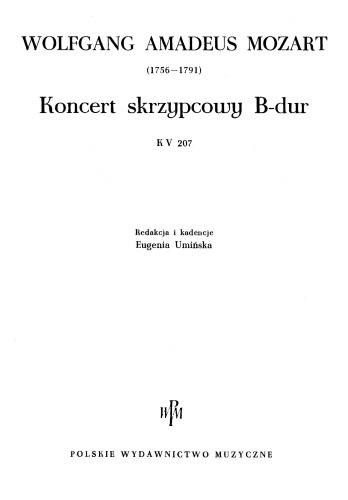 WOLFGANG AMADEUS MOZART
(1756—1791)
Koncert skrzypcowy B-dur
KV 207
Redakcja i kadencje
Eugenia Umińska
PWM
POLSKIE WYDAWNICTWO MUZYCZNE